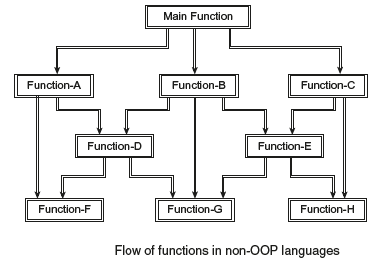 Main Function
Function-A
Function-B
Function-C
Function-D
Function-E
Function-F
Function-G
Function-H
Flow of functions in non-OOP languages